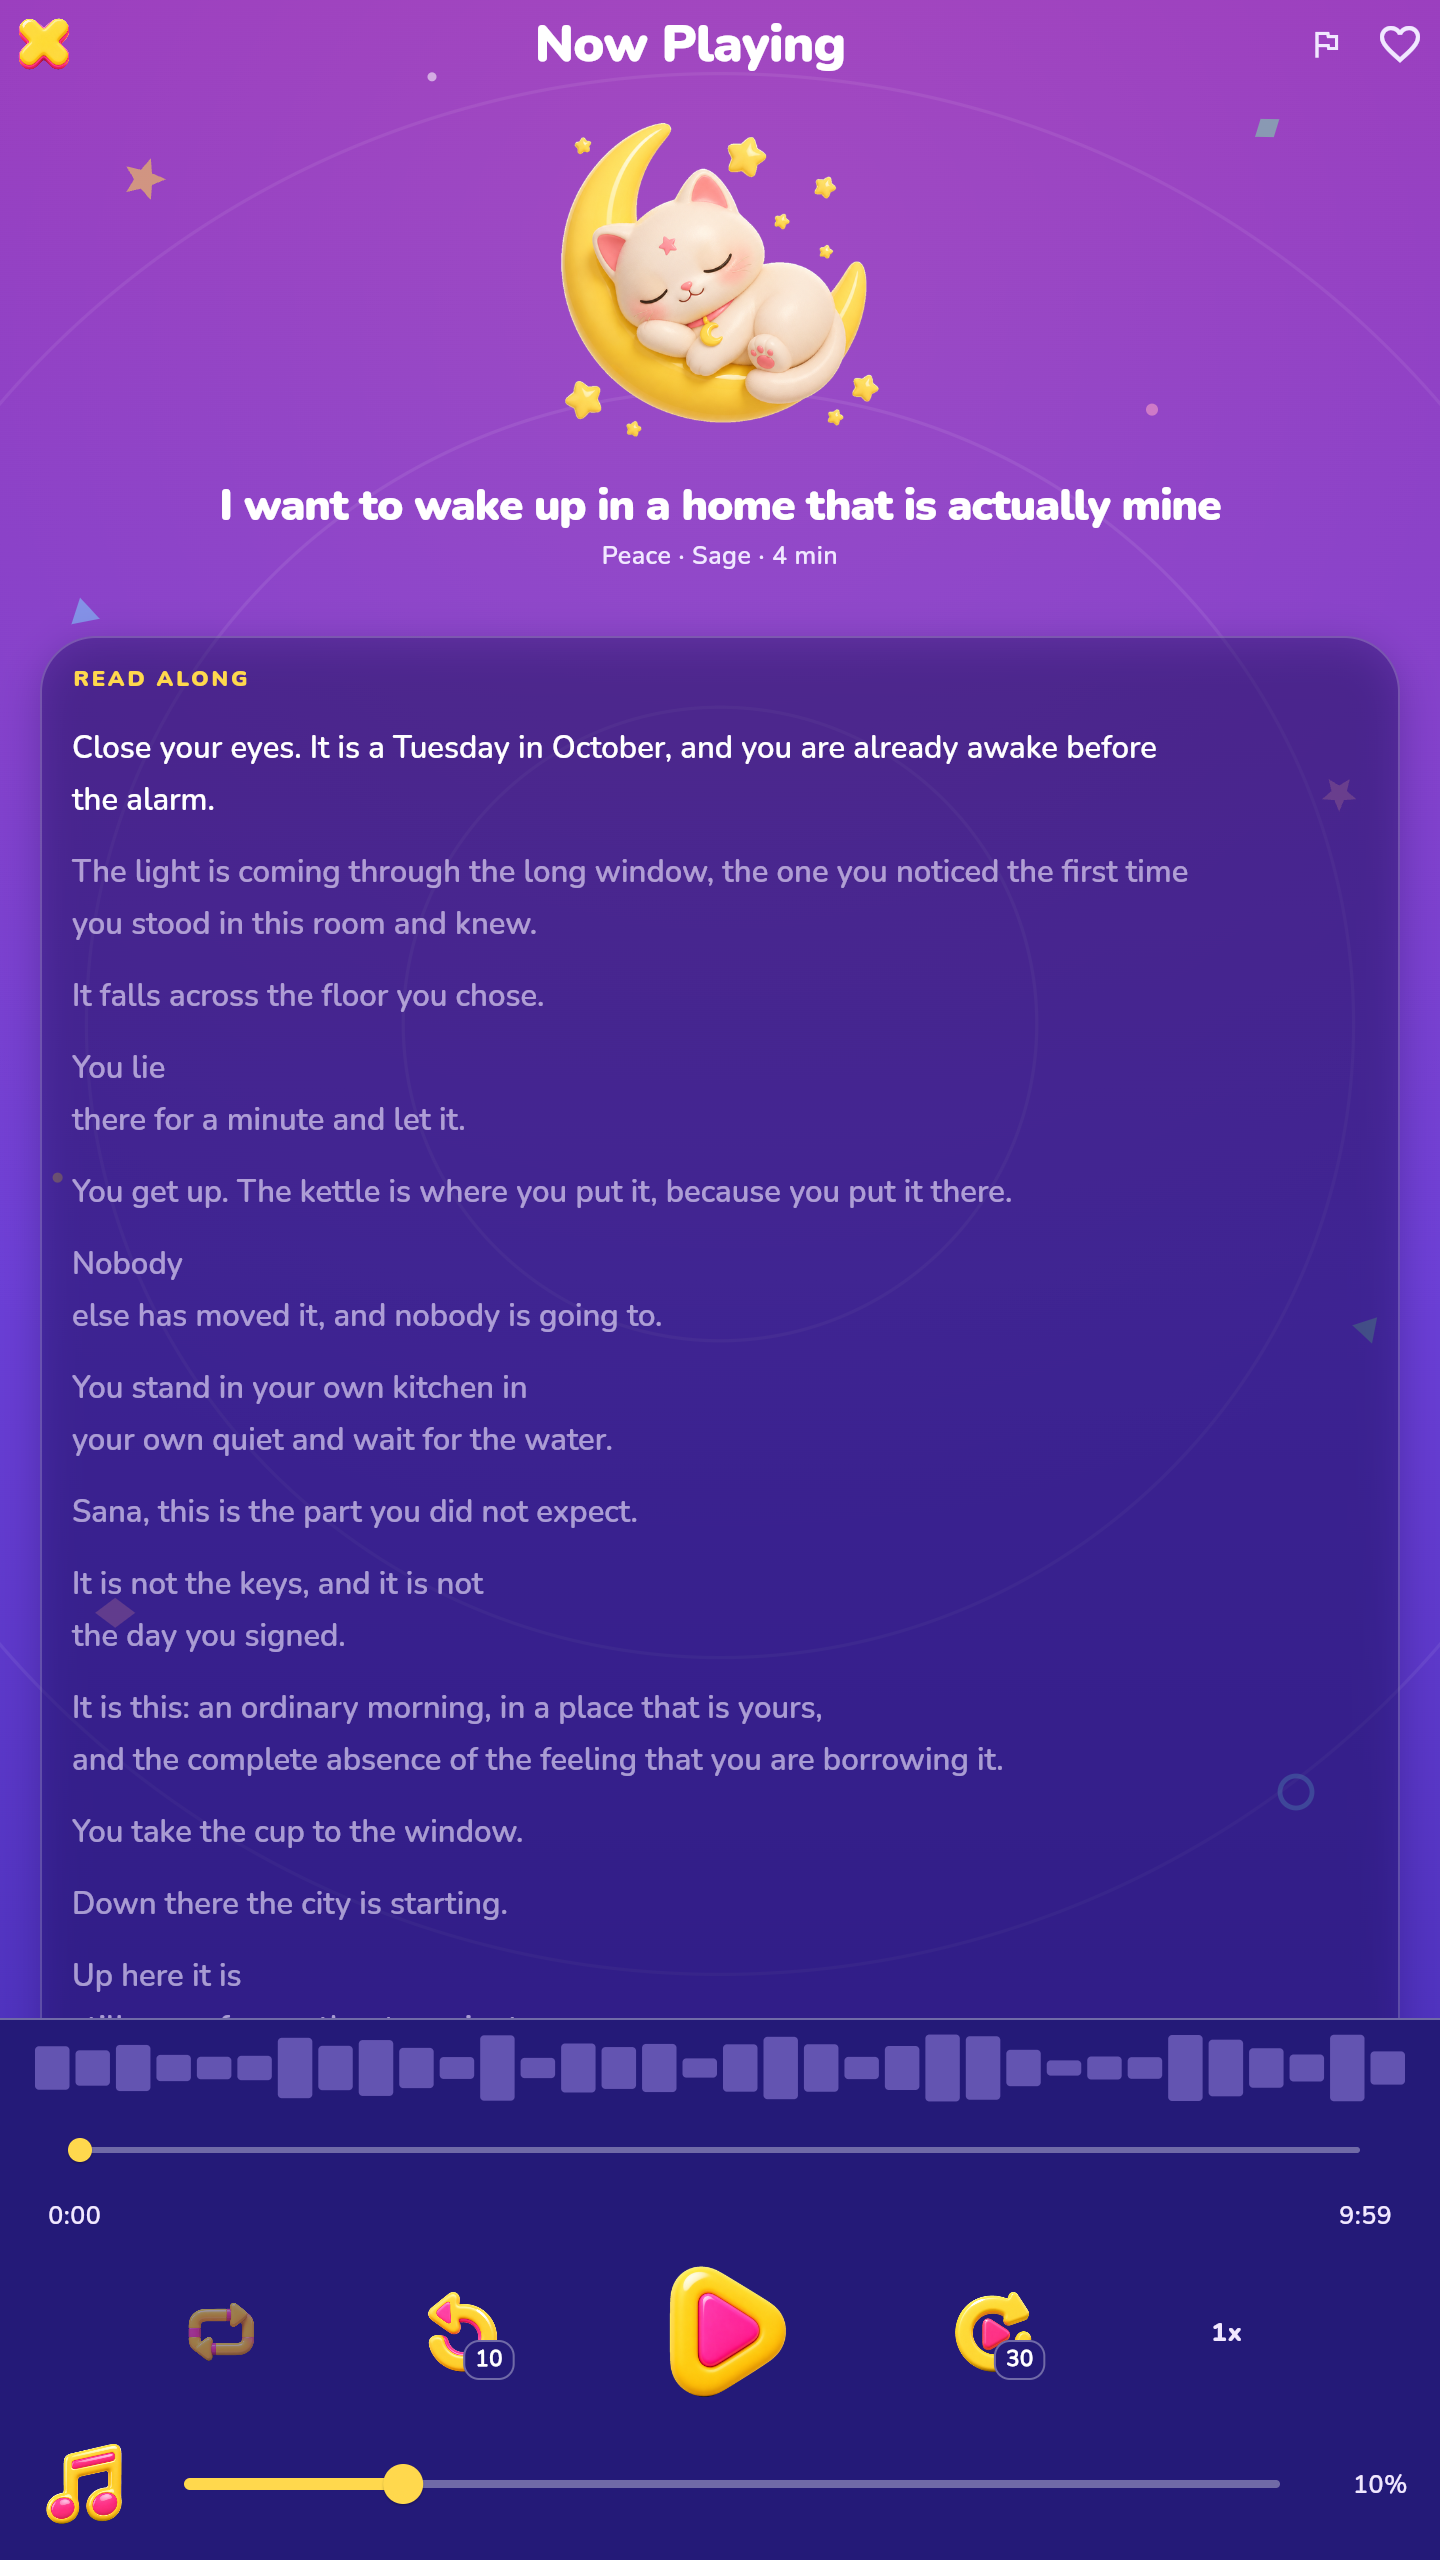 Now Playing
I want to wake up in a home that is actually mine
Peace · Sage · 4 min
READ ALONG
Close your eyes. It is a Tuesday in October, and you are already awake before
the alarm.
The light is coming through the long window, the one you noticed the first time
you stood in this room and knew.
It falls across the floor you chose.
You lie
there for a minute and let it.
You get up. The kettle is where you put it, because you put it there.
Nobody
else has moved it, and nobody is going to.
You stand in your own kitchen in
your own quiet and wait for the water.
Sana, this is the part you did not expect.
It is not the keys, and it is not
the day you signed.
It is this: an ordinary morning, in a place that is yours,
and the complete absence of the feeling that you are borrowing it.
You take the cup to the window.
Down there the city is starting.
Up here it is
0:00 9:59
10 30 1x
10%